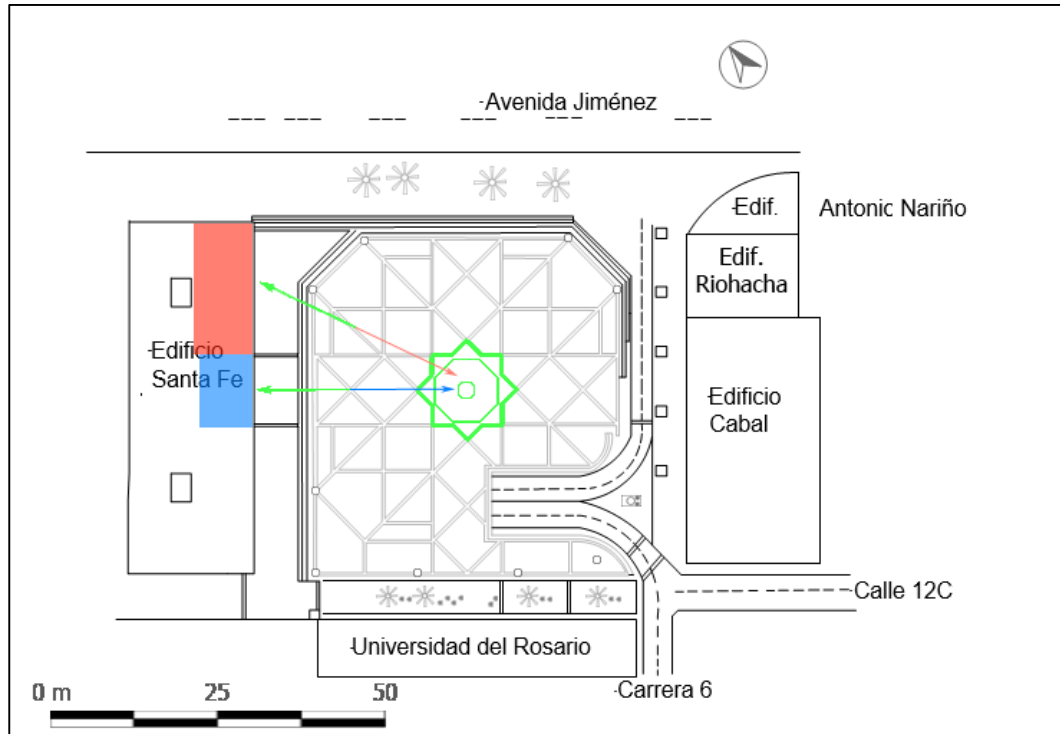 -Avenida Jiménez
-Edif.
Antonic Nariño
Edif.
Riohacha
-Edificio
Santa Fe
-Edificio
Cabal
-Calle 12C
-Universidad del Rosario
-Carrera 6
0 m 25 50